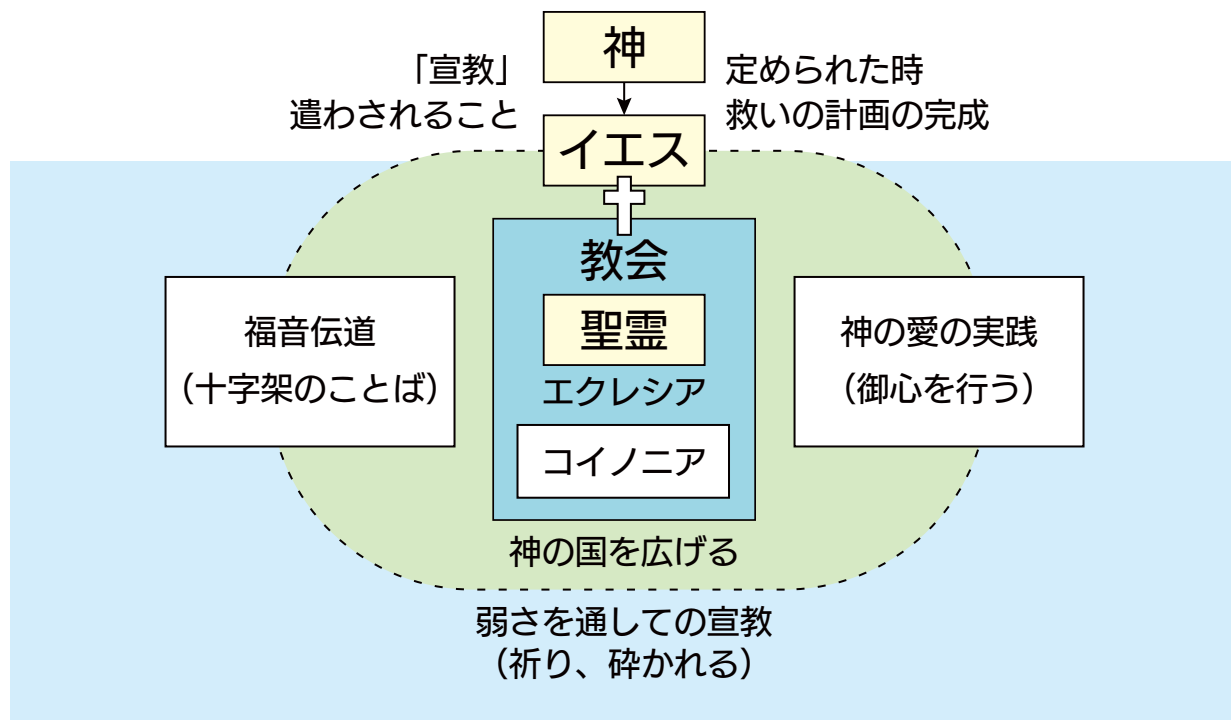 神
「宣教」
遣わされること
定められた時
救いの計画の完成
イエス
教会
聖霊
エクレシア
コイノニア
福音伝道
(十字架のことば)
神の愛の実践
(御心を行う)
神の国を広げる
弱さを通しての宣教
(祈り、砕かれる)